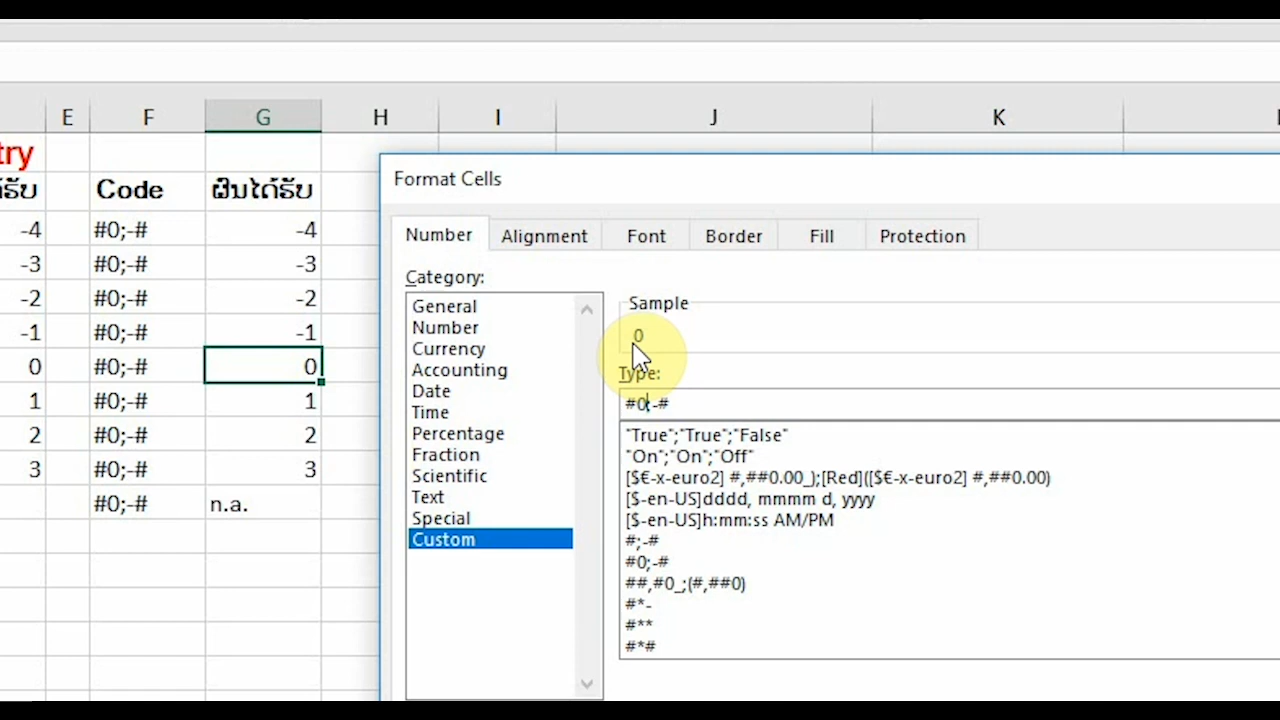 E F G H I J K
try
ໄດ້ຮັບ Code ຜົນໄດ້ຮັບ
-4 #0;-# -4
-3 #0;-# -3
-2 #0;-# -2
-1 #0;-# -1
0 #0;-# 0
1 #0;-# 1
2 #0;-# 2
3 #0;-# 3
#0;-# n.a.
Format Cells
Number Alignment Font Border Fill Protection
Category:
General
Number
Currency
Accounting
Date
Time
Percentage
Fraction
Scientific
Text
Special
Custom
Sample
0
Type:
#0;-#
"True";"True";"False"
"On";"On";"Off"
[$€-x-euro2] #,##0.00_);[Red]([$€-x-euro2] #,##0.00)
[$-en-US]dddd, mmmm d, yyyy
[$-en-US]h:mm:ss AM/PM
#;-#
#0;-#
##,#0_;(#,##0)
#*-
#**
#*#